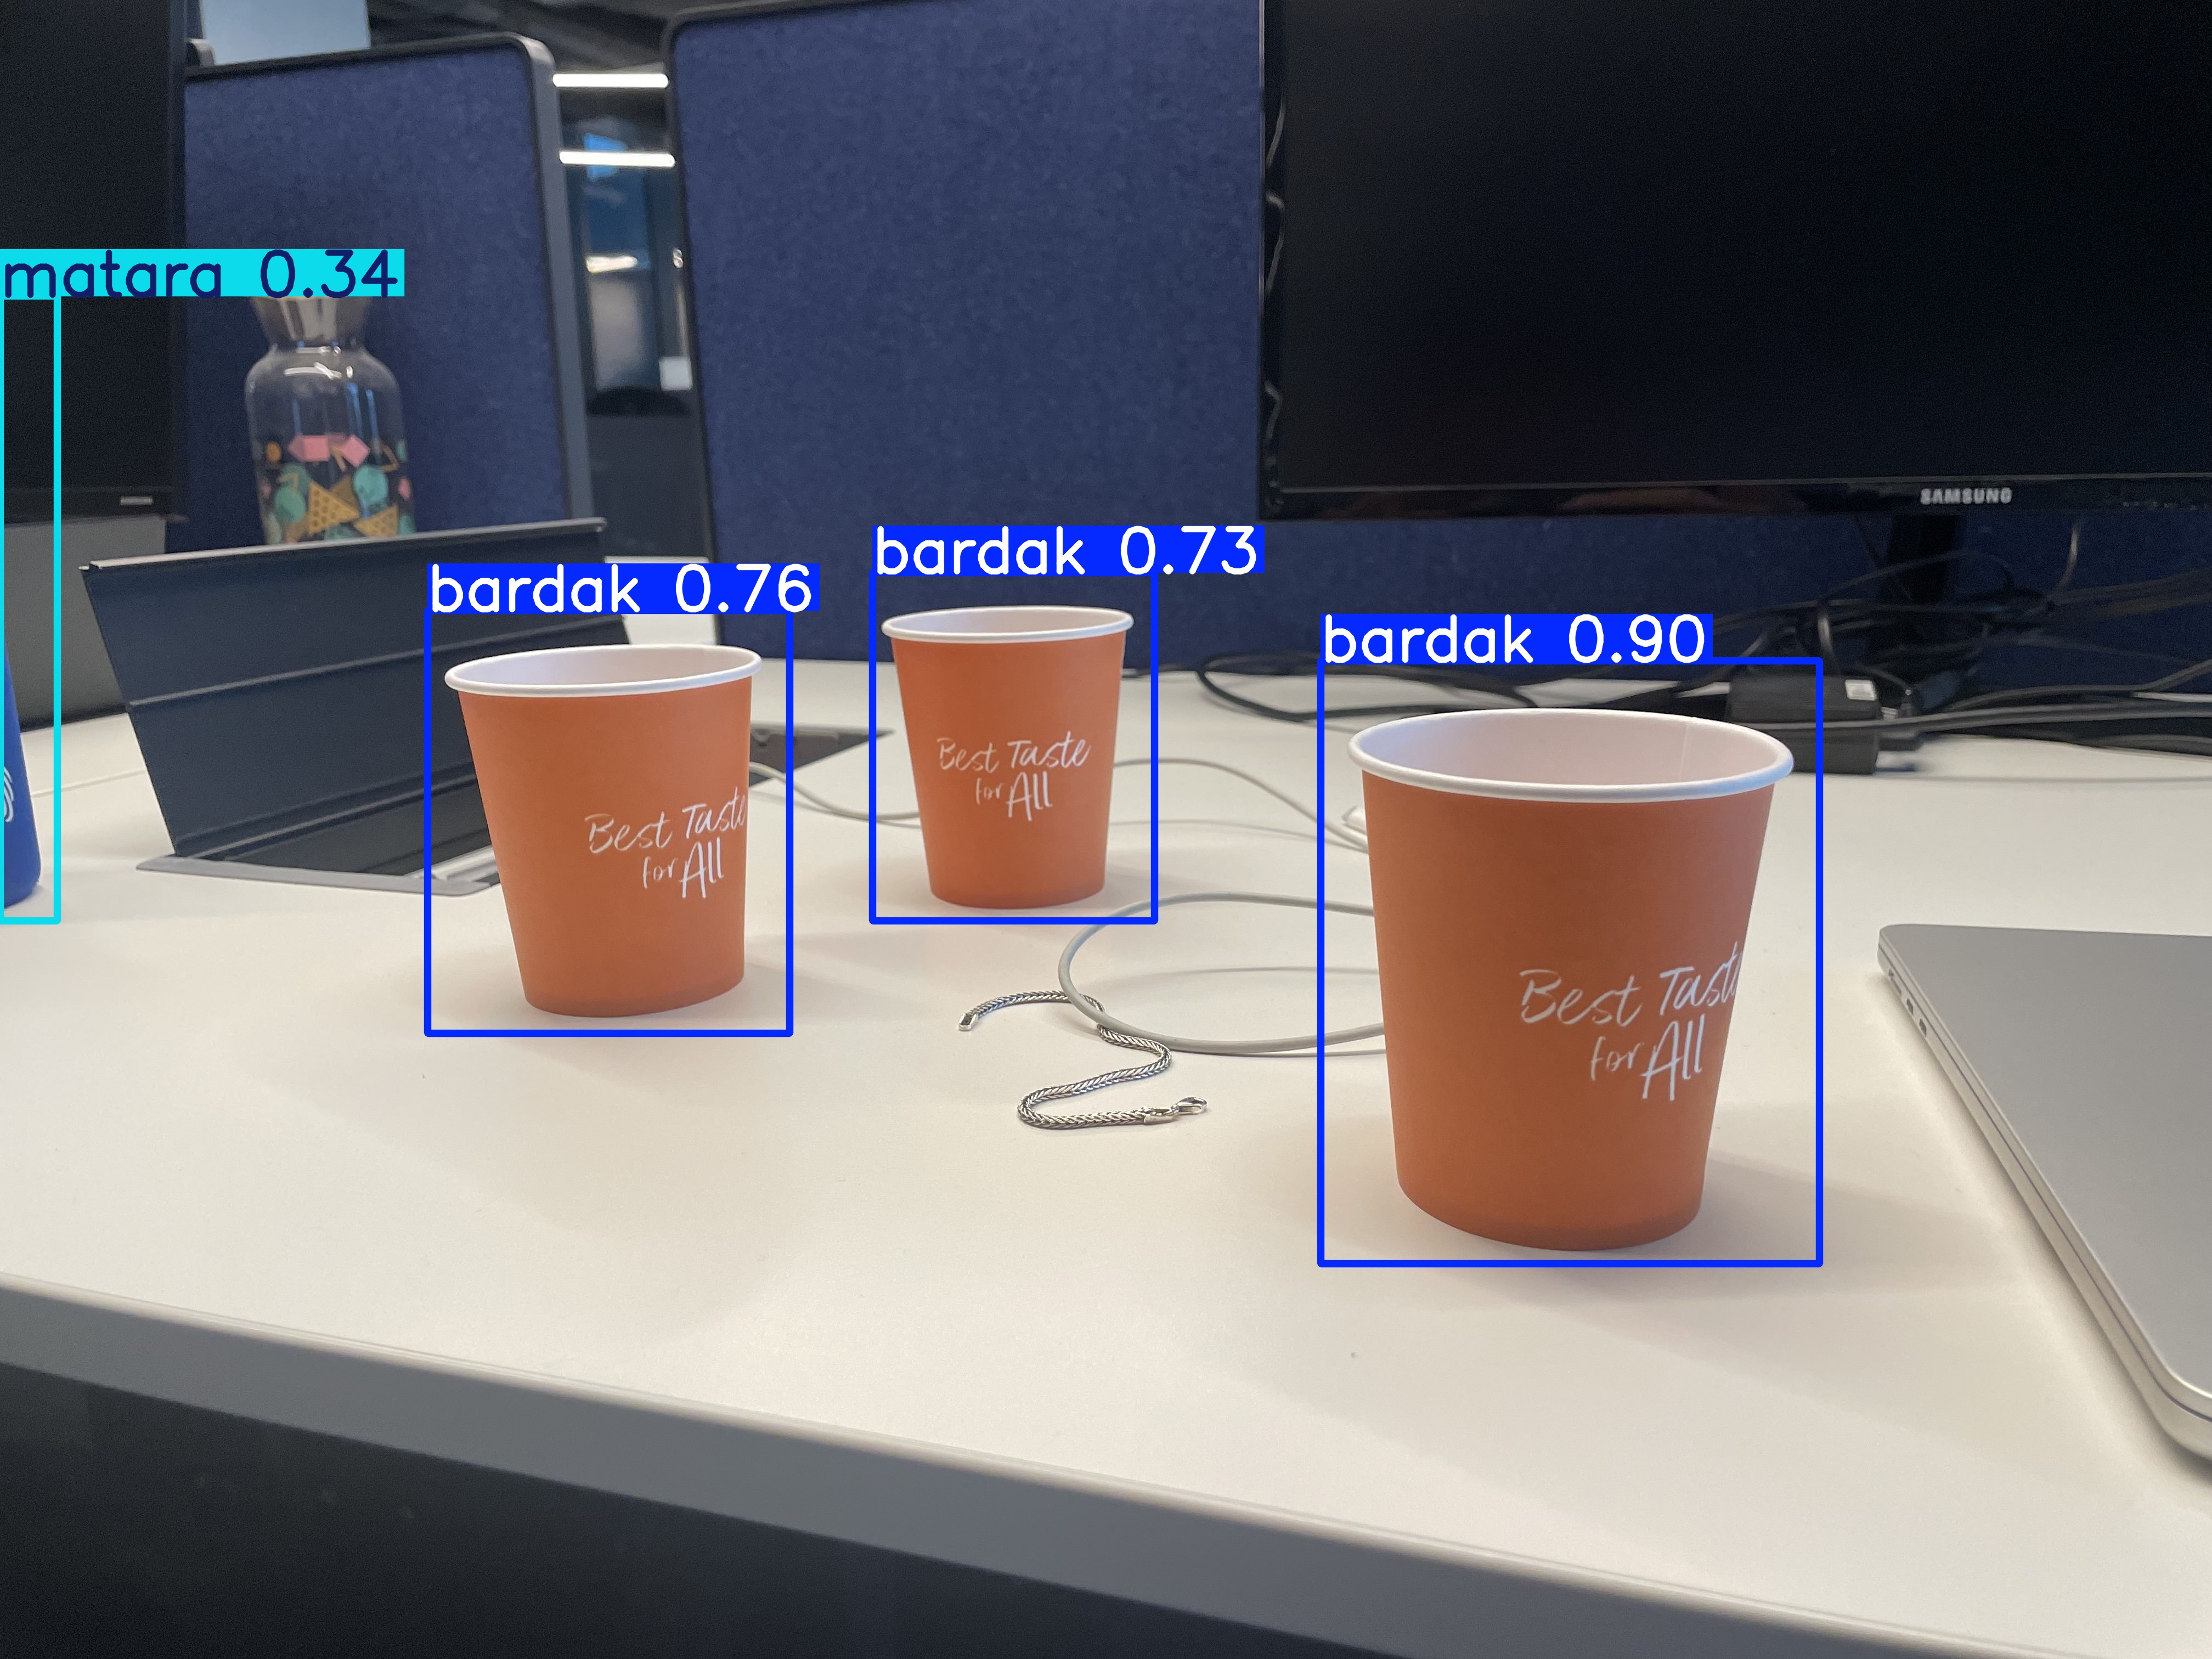 matara 0.34
SAMSUNG
bardak 0.76
bardak 0.73
bardak 0.90
Best Taste
for All
Best Taste
for All
Best Tast
for All